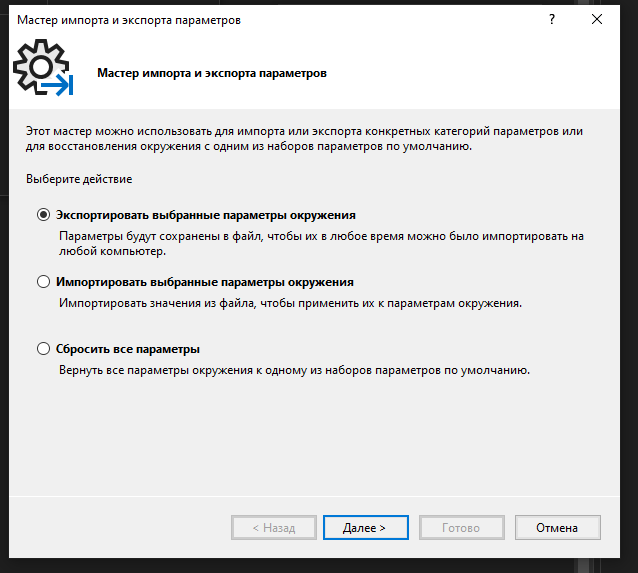 Мастер импорта и экспорта параметров
?
Мастер импорта и экспорта параметров
Этот мастер можно использовать для импорта или экспорта конкретных категорий параметров или
для восстановления окружения с одним из наборов параметров по умолчанию.
Выберите действие
Экспортировать выбранные параметры окружения
Параметры будут сохранены в файл, чтобы их в любое время можно было импортировать на
любой компьютер.
Импортировать выбранные параметры окружения
Импортировать значения из файла, чтобы применить их к параметрам окружения.
Сбросить все параметры
Вернуть все параметры окружения к одному из наборов параметров по умолчанию.
< Назад
Далее >
Готово
Отмена